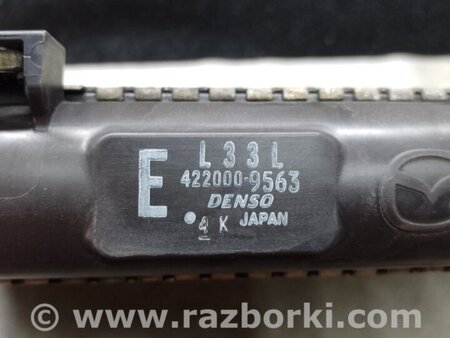 E L33L
422000-9563
DENSO
4 K JAPAN
© www.razborki.com